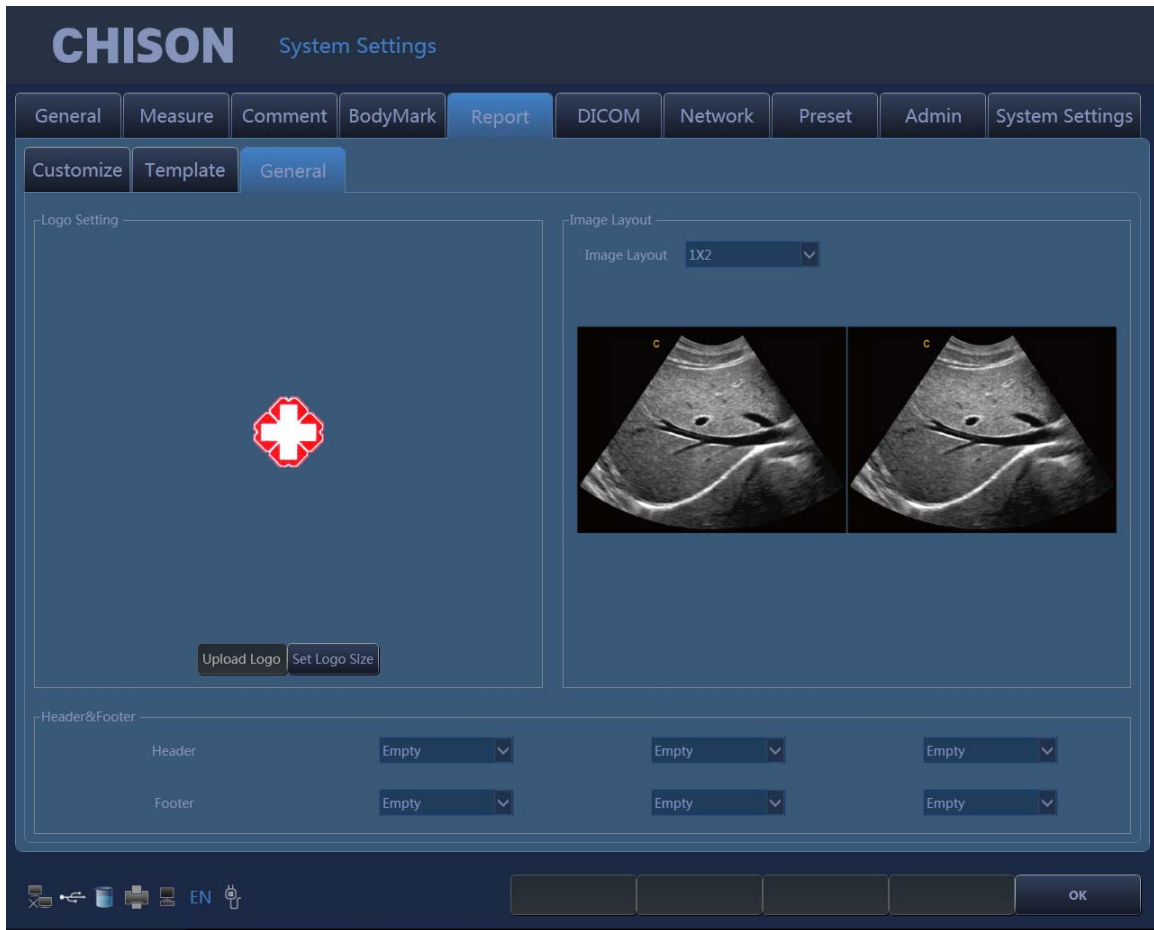 CHISON System Settings
General Measure Comment BodyMark Report DICOM Network Preset Admin System Settings
Customize Template General
Logo Setting
Upload Logo Set Logo Size
Image Layout
Image Layout 1X2
C C
Header&Footer
Header Empty Empty Empty
Footer Empty Empty Empty
EN OK